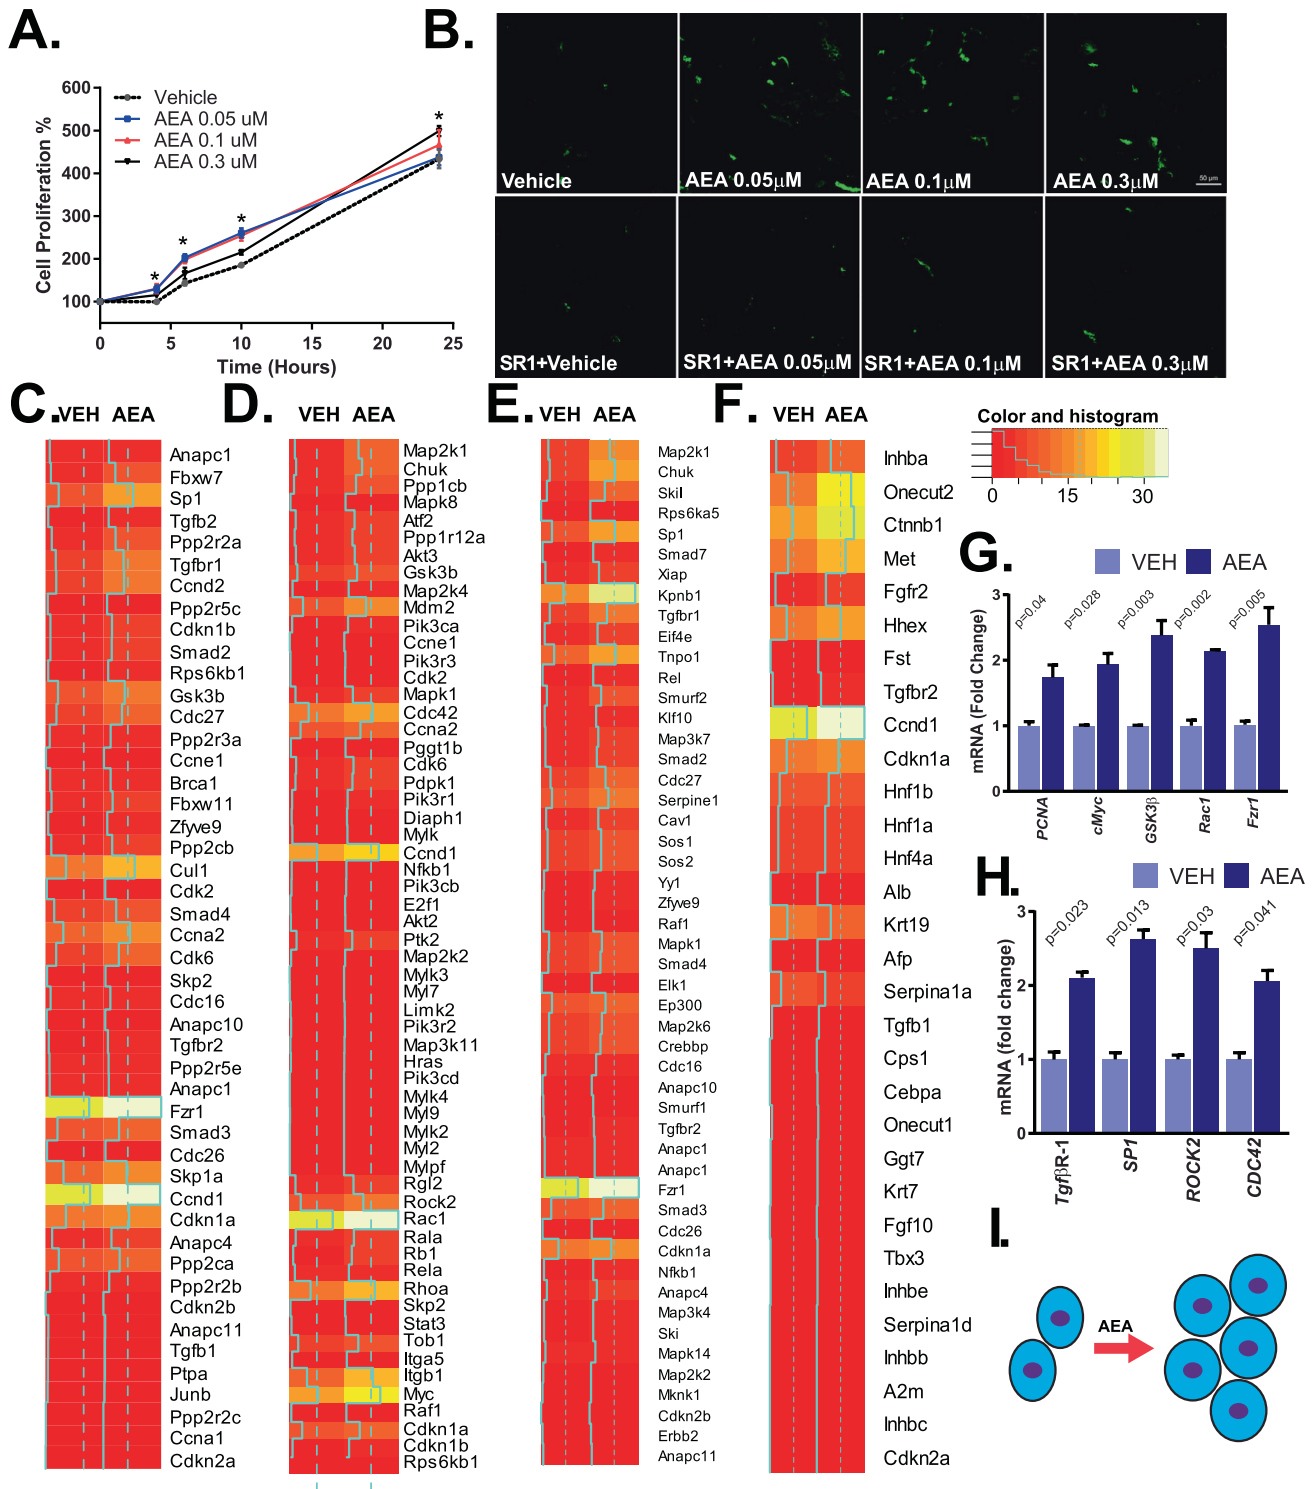 A.
600
500
400
300
200
100
Cell Proliferation %
Vehicle
AEA 0.05 uM
AEA 0.1 uM
AEA 0.3 uM
*
*
*
*
0
5
10
15
20
25
Time (Hours)
B.
Vehicle
AEA 0.05µM
AEA 0.1µM
AEA 0.3µM
50 µm
SR1+Vehicle
SR1+AEA 0.05µM
SR1+AEA 0.1µM
SR1+AEA 0.3µM
C.
VEH AEA
Anapc1
Fbxw7
Sp1
Tgfb2
Ppp2r2a
Tgfbr1
Ccnd2
Ppp2r5c
Cdkn1b
Smad2
Rps6kb1
Gsk3b
Cdc27
Ppp2r3a
Ccne1
Brca1
Fbxw11
Zfyve9
Ppp2cb
Cul1
Cdk2
Smad4
Ccna2
Cdk6
Skp2
Cdc16
Anapc10
Tgfbr2
Ppp2r5e
Anapc1
Fzr1
Smad3
Cdc26
Skp1a
Ccnd1
Cdkn1a
Anapc4
Ppp2ca
Ppp2r2b
Cdkn2b
Anapc11
Tgfb1
Ptpa
Junb
Ppp2r2c
Ccna1
Cdkn2a
D.
VEH AEA
Map2k1
Chuk
Ppp1cb
Mapk8
Atf2
Ppp1r12a
Akt3
Gsk3b
Map2k4
Mdm2
Pik3ca
Ccne1
Pik3r3
Cdk2
Mapk1
Cdc42
Ccna2
Pggt1b
Cdk6
Pdpk1
Pik3r1
Diaph1
Mylk
Ccnd1
Nfkb1
Pik3cb
E2f1
Akt2
Ptk2
Map2k2
Mylk3
Myl7
Limk2
Pik3r2
Map3k11
Hras
Pik3cd
Mylk4
Myl9
Mylk2
Myl2
Mylpf
Rgl2
Rock2
Rac1
Rala
Rb1
Rela
Rhoa
Skp2
Stat3
Tob1
Itga5
Itgb1
Myc
Raf1
Cdkn1a
Cdkn1b
Rps6kb1
E.
VEH AEA
Map2k1
Chuk
Skil
Rps6ka5
Sp1
Smad7
Xiap
Kpnb1
Tgfbr1
Eif4e
Tnpo1
Rel
Smurf2
Klf10
Map3k7
Smad2
Cdc27
Serpine1
Cav1
Sos1
Sos2
Yy1
Zfyve9
Raf1
Mapk1
Smad4
Elk1
Ep300
Map2k6
Crebbp
Cdc16
Anapc10
Smurf1
Tgfbr2
Anapc1
Anapc1
Fzr1
Smad3
Cdc26
Cdkn1a
Nfkb1
Anapc4
Map3k4
Ski
Mapk14
Map2k2
Mknk1
Cdkn2b
Erbb2
Anapc11
F.
VEH AEA
Inhba
Onecut2
Ctnnb1
Met
Fgfr2
Hhex
Fst
Tgfbr2
Ccnd1
Cdkn1a
Hnf1b
Hnf1a
Hnf4a
Alb
Krt19
Afp
Serpina1a
Tgfb1
Cps1
Cebpa
Onecut1
Ggt7
Krt7
Fgf10
Tbx3
Inhbe
Serpina1d
Inhbb
A2m
Inhbc
Cdkn2a
Color and histogram
0
15
30
G.
VEH AEA
mRNA (Fold Change)
3
2
1
0
p=0.04
p=0.028
p=0.003
p=0.002
p=0.005
PCNA
cMyc
GSK3β
Rac1
Fzr1
H.
VEH AEA
mRNA (fold change)
3
2
1
0
p=0.023
p=0.013
p=0.03
p=0.041
TgfβR-1
SP1
ROCK2
CDC42
I.
AEA